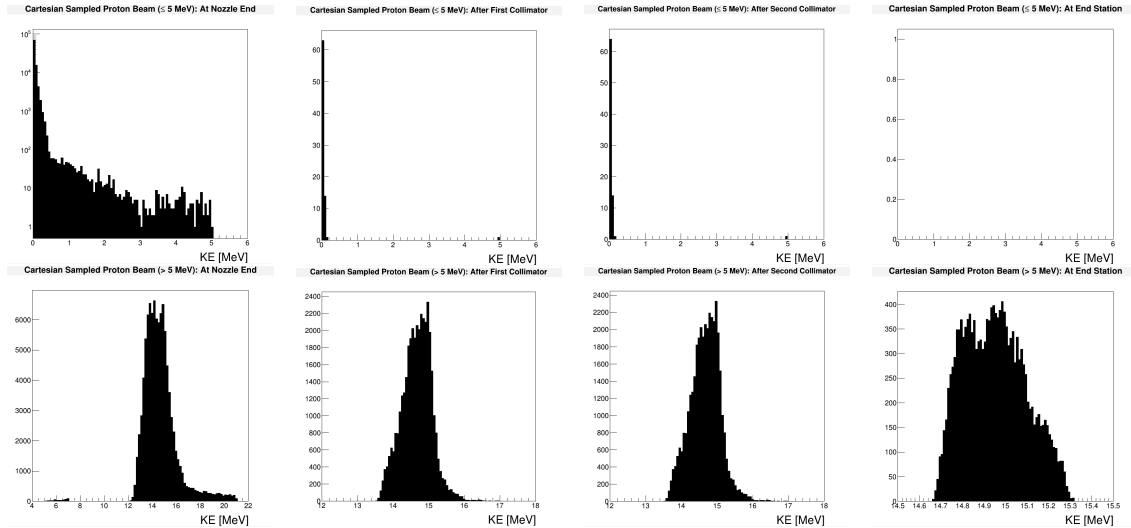 Cartesian Sampled Proton Beam (≤ 5 MeV): At Nozzle End
10^5
10^4
10^3
10^2
10
1
0 1 2 3 4 5 6
KE [MeV]
Cartesian Sampled Proton Beam (≤ 5 MeV): After First Collimator
60
50
40
30
20
10
0
0 1 2 3 4 5 6
KE [MeV]
Cartesian Sampled Proton Beam (≤ 5 MeV): After Second Collimator
60
50
40
30
20
10
0
0 1 2 3 4 5 6
KE [MeV]
Cartesian Sampled Proton Beam (≤ 5 MeV): At End Station
1
0.8
0.6
0.4
0.2
0
0 1 2 3 4 5 6
KE [MeV]
Cartesian Sampled Proton Beam (> 5 MeV): At Nozzle End
6000
5000
4000
3000
2000
1000
0
4 6 8 10 12 14 16 18 20 22
KE [MeV]
Cartesian Sampled Proton Beam (> 5 MeV): After First Collimator
2400
2200
2000
1800
1600
1400
1200
1000
800
600
400
200
0
12 13 14 15 16 17 18
KE [MeV]
Cartesian Sampled Proton Beam (> 5 MeV): After Second Collimator
2400
2200
2000
1800
1600
1400
1200
1000
800
600
400
200
0
12 13 14 15 16 17 18
KE [MeV]
Cartesian Sampled Proton Beam (> 5 MeV): At End Station
400
350
300
250
200
150
100
50
0
14.5 14.6 14.7 14.8 14.9 15 15.1 15.2 15.3 15.4 15.5
KE [MeV]